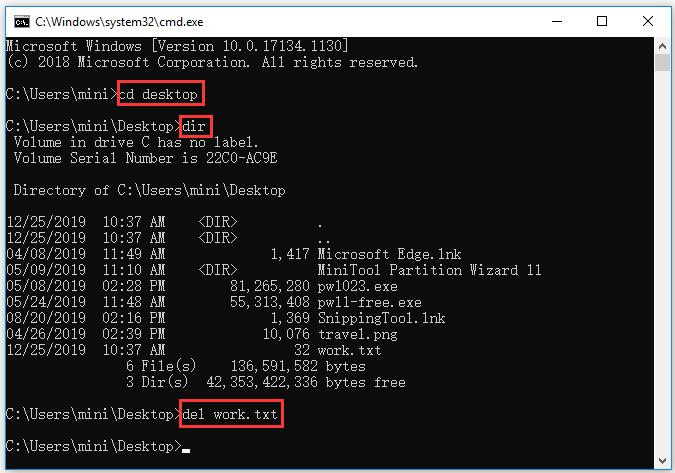 C:\Windows\system32\cmd.exe
Microsoft Windows [Version 10.0.17134.1130]
(c) 2018 Microsoft Corporation. All rights reserved.
C:\Users\mini>cd desktop
C:\Users\mini\Desktop>dir
Volume in drive C has no label.
Volume Serial Number is 22C0-AC9E
Directory of C:\Users\mini\Desktop
12/25/2019  10:37 AM    <DIR>          .
12/25/2019  10:37 AM    <DIR>          ..
04/08/2019  11:49 AM             1,417 Microsoft Edge.lnk
05/09/2019  11:10 AM    <DIR>          MiniTool Partition Wizard 11
05/08/2019  02:28 PM        81,265,280 pw1023.exe
05/24/2019  11:48 AM        55,313,408 pw11-free.exe
08/20/2019  02:16 PM             1,369 SnippingTool.lnk
04/26/2019  02:39 PM            10,076 travel.png
12/25/2019  10:37 AM                32 work.txt
6 File(s)    136,591,582 bytes
3 Dir(s)  42,353,422,336 bytes free
C:\Users\mini\Desktop>del work.txt
C:\Users\mini\Desktop>